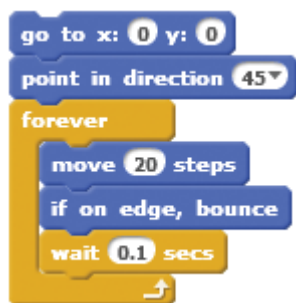 go to x: 0 y: 0
point in direction 45
forever
move 20 steps
if on edge, bounce
wait 0.1 secs